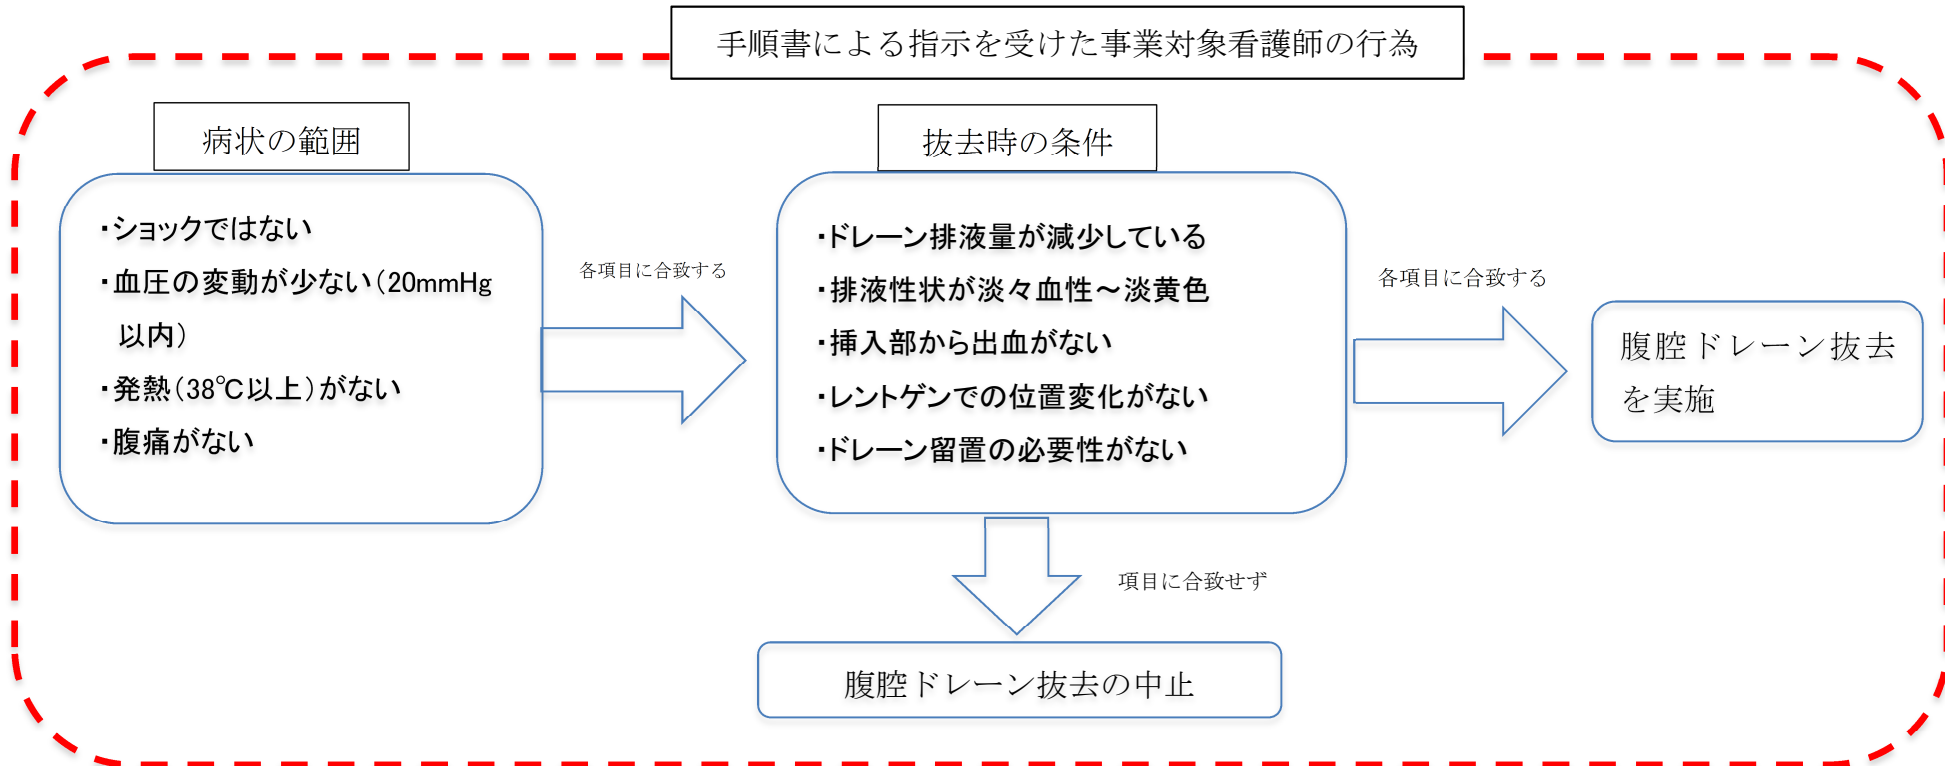 手順書による指示を受けた事業対象看護師の行為
病状の範囲
・ショックではない
・血圧の変動が少ない（20mmHg
以内）
・発熱（38℃以上）がない
・腹痛がない
各項目に合致する
抜去時の条件
・ドレーン排液量が減少している
・排液性状が淡々血性～淡黄色
・挿入部から出血がない
・レントゲンでの位置変化がない
・ドレーン留置の必要性がない
各項目に合致する
腹腔ドレーン抜去
を実施
項目に合致せず
腹腔ドレーン抜去の中止